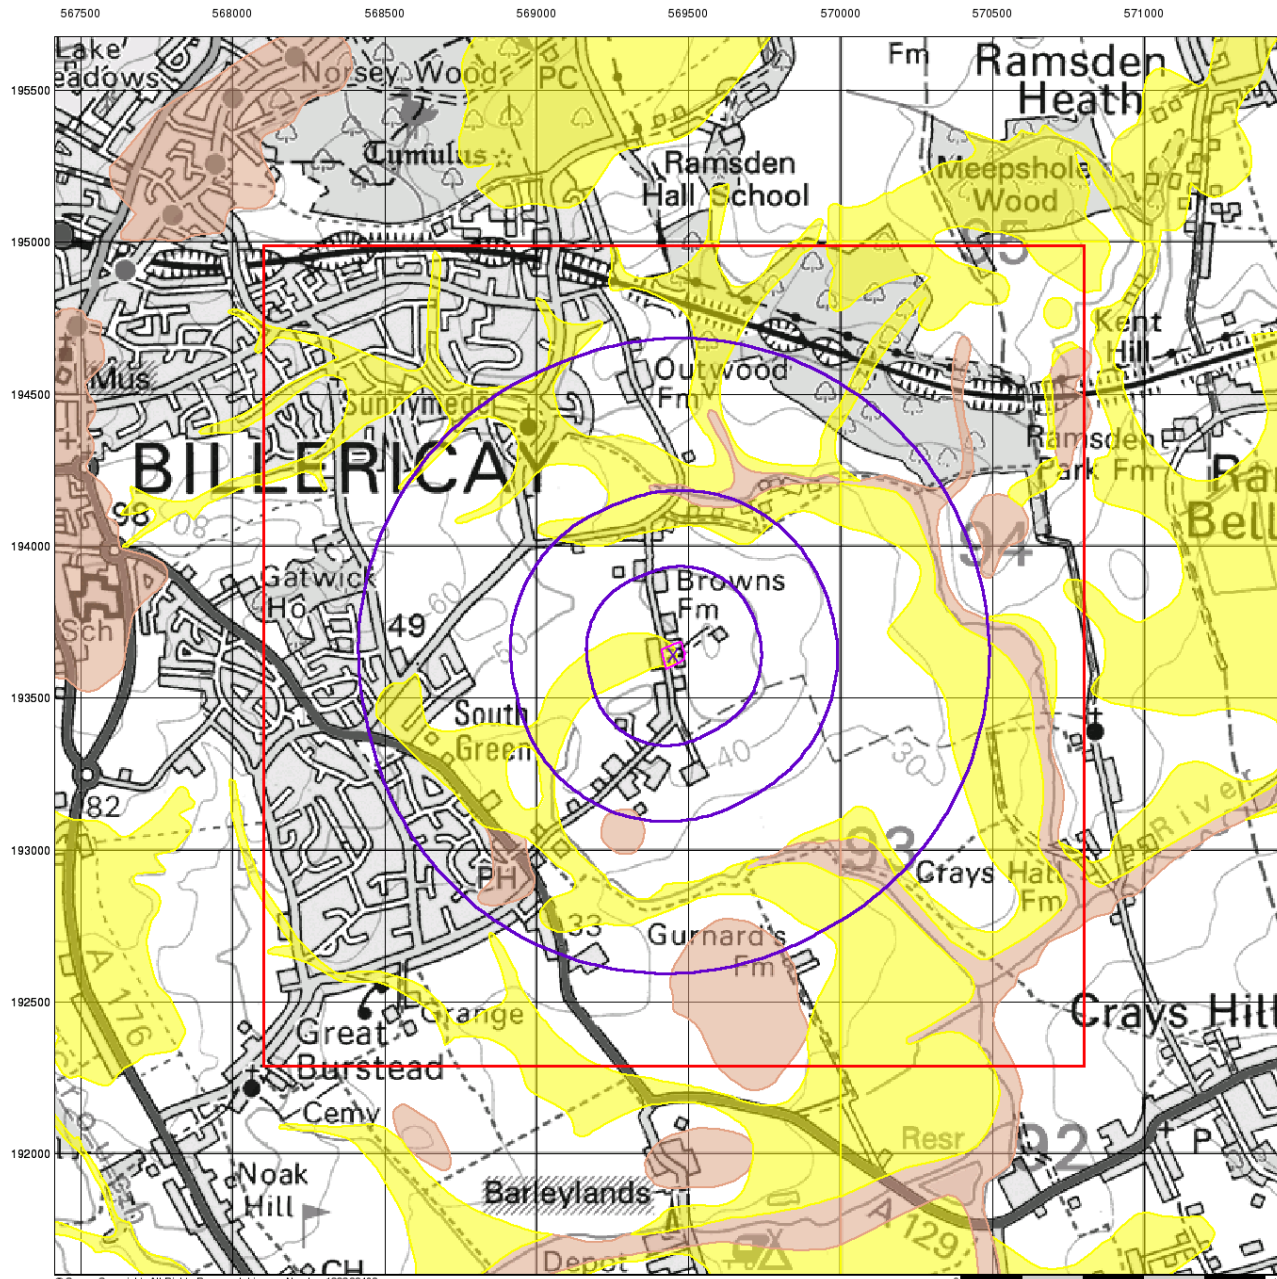 567500 568000 568500 569000 569500 570000 570500 571000
195500
195000
194500
194000
193500
193000
192500
192000
Lake
eadows
Norsey Wood
PC
Fm
Ramsden
Heath
Tumulus
Ramsden
Hall School
Meepshole
Wood
95
Kent
Hill
Mus
Outwood
Fm
Sunnymede
BILLERICAY
Ramsden
Park Fm
Ra
Bell
98
80
94
Gatwick
Ho
60
Browns
Fm
Sch
49
50
South
Green
40
30
82
River
93
PH
Crays Hall
Fm
33
Gurnard's
Fm
A 176
Grange
Great
Burstead
Crays Hill
Cemy
Resr
92
P
Noak
Hill
Barleylands
A 129
Depot
CH